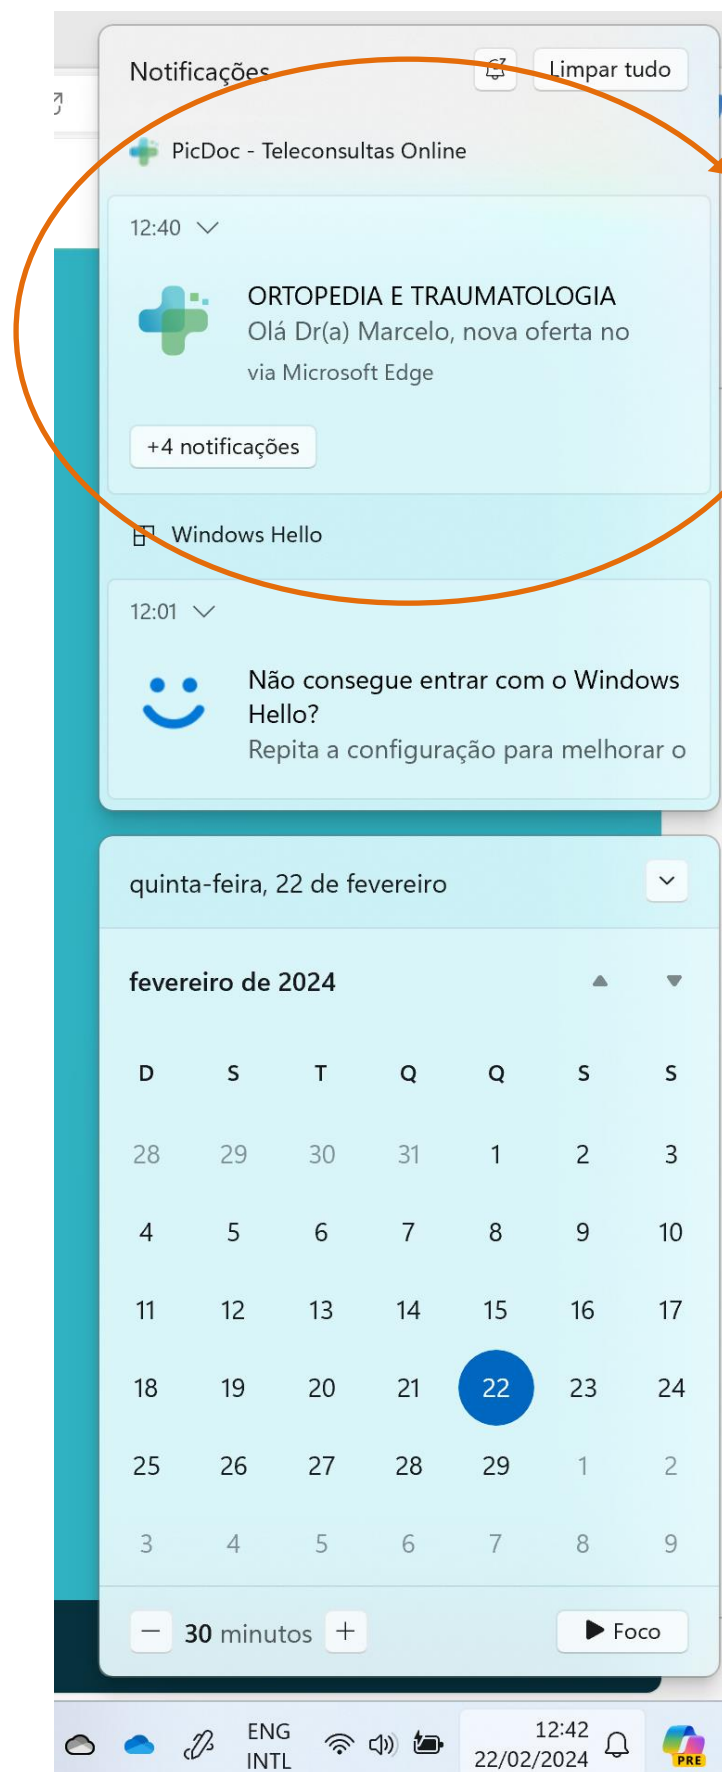 Notificações
Limpar tudo
PicDoc - Teleconsultas Online
12:40
ORTOPEDIA E TRAUMATOLOGIA
Olá Dr(a) Marcelo, nova oferta no
via Microsoft Edge
+4 notificações
Windows Hello
12:01
Não consegue entrar com o Windows
Hello?
Repita a configuração para melhorar o
quinta-feira, 22 de fevereiro
fevereiro de 2024
D S T Q Q S S
28 29 30 31 1 2 3
4 5 6 7 8 9 10
11 12 13 14 15 16 17
18 19 20 21 22 23 24
25 26 27 28 29 1 2
3 4 5 6 7 8 9
30 minutos
Foco
ENG
INTL
12:42
22/02/2024
PRE